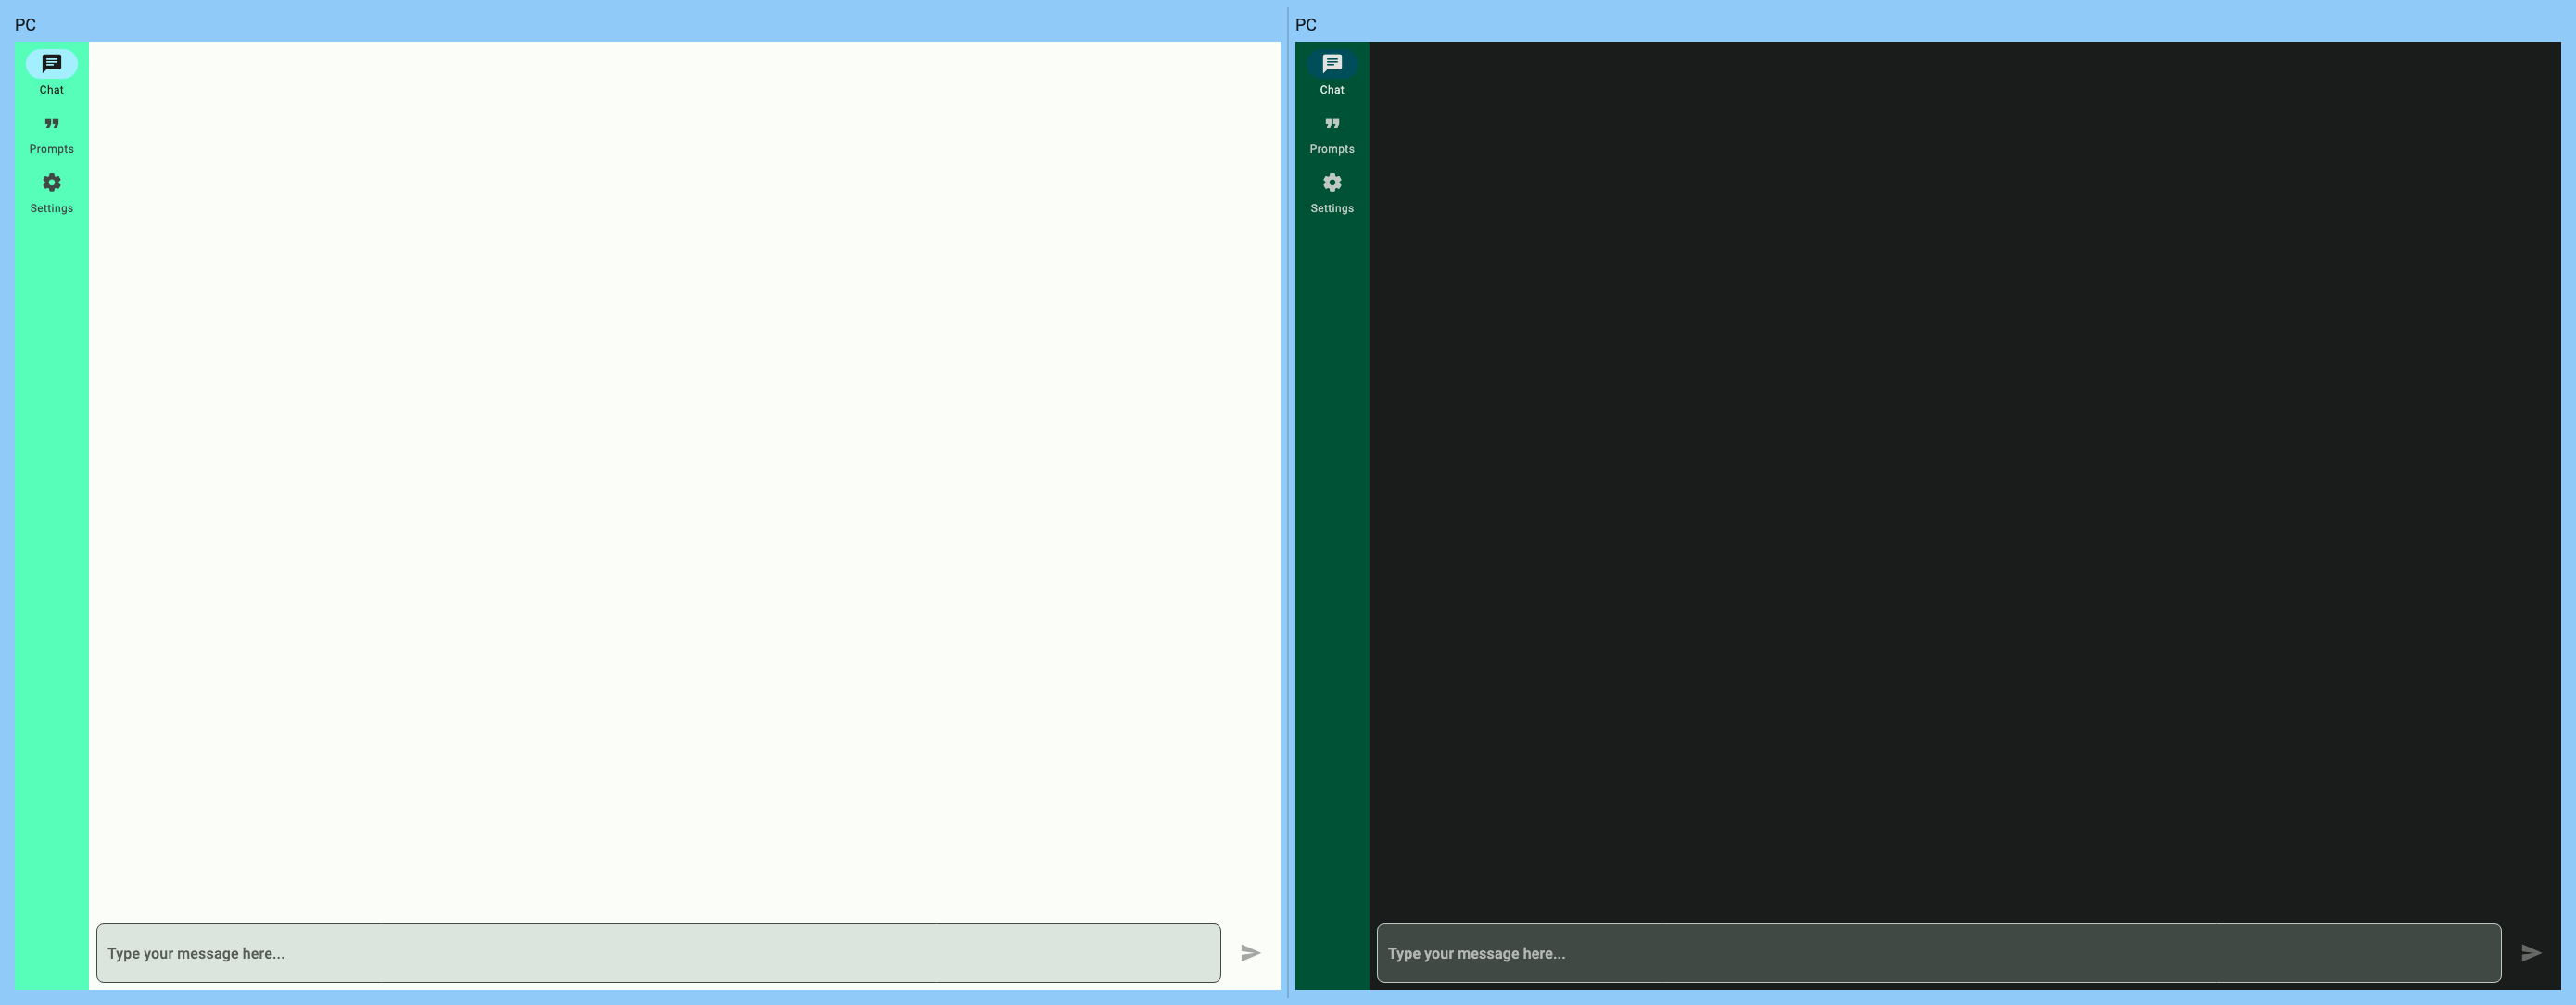 PC
Chat
Prompts
Settings
Type your message here...
PC
Chat
Prompts
Settings
Type your message here...